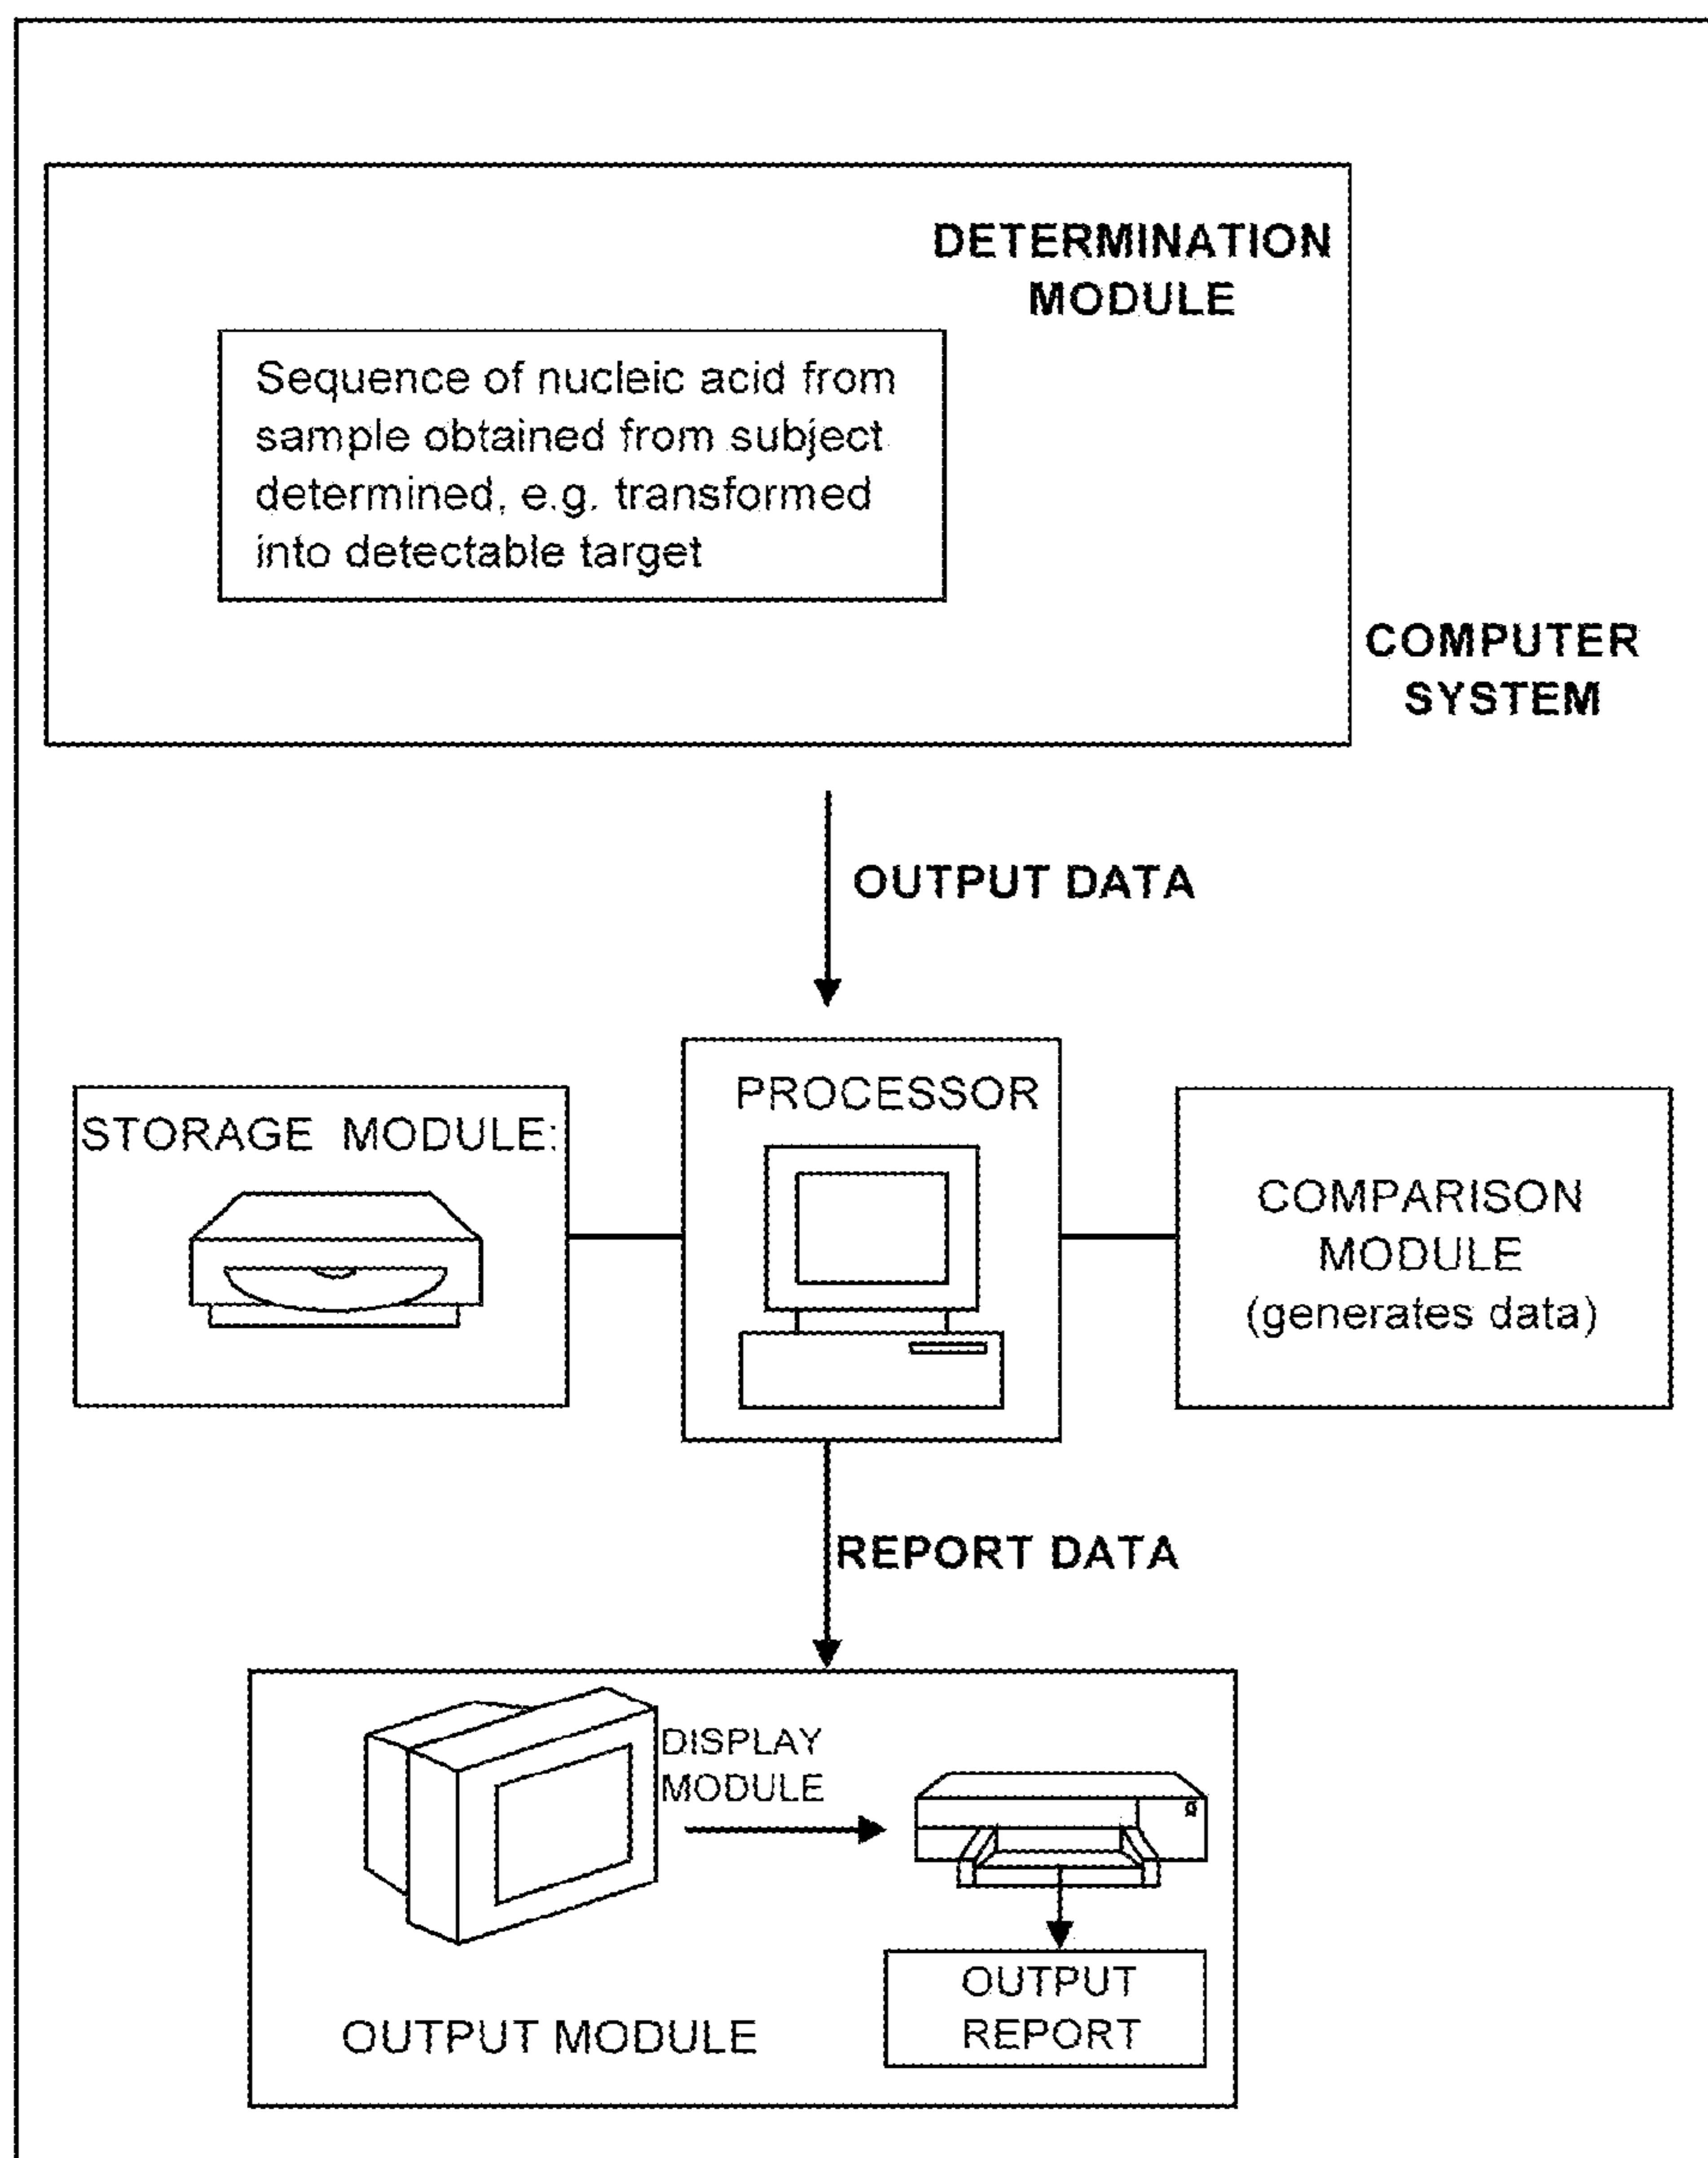 DETERMINATION
MODULE
Sequence of nucleic acid from
sample obtained from subject
determined, e.g. transformed
into detectable target
COMPUTER
SYSTEM
OUTPUT DATA
STORAGE MODULE:
PROCESSOR
COMPARISON
MODULE
(generates data)
REPORT DATA
DISPLAY
MODULE
OUTPUT MODULE
OUTPUT
REPORT